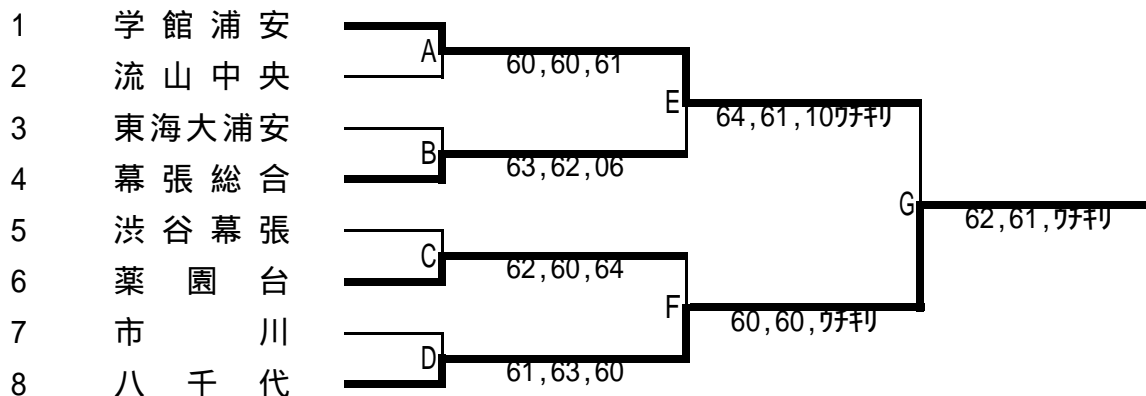 1 学館浦安
A 60,60,61
2 流山中央
E 64,61,10ウチキリ
3 東海大浦安
B 63,62,06
4 幕張総合
G 62,61,ウチキリ
5 渋谷幕張
C 62,60,64
6 薬園台
F 60,60,ウチキリ
7 市川
D 61,63,60
8 八千代